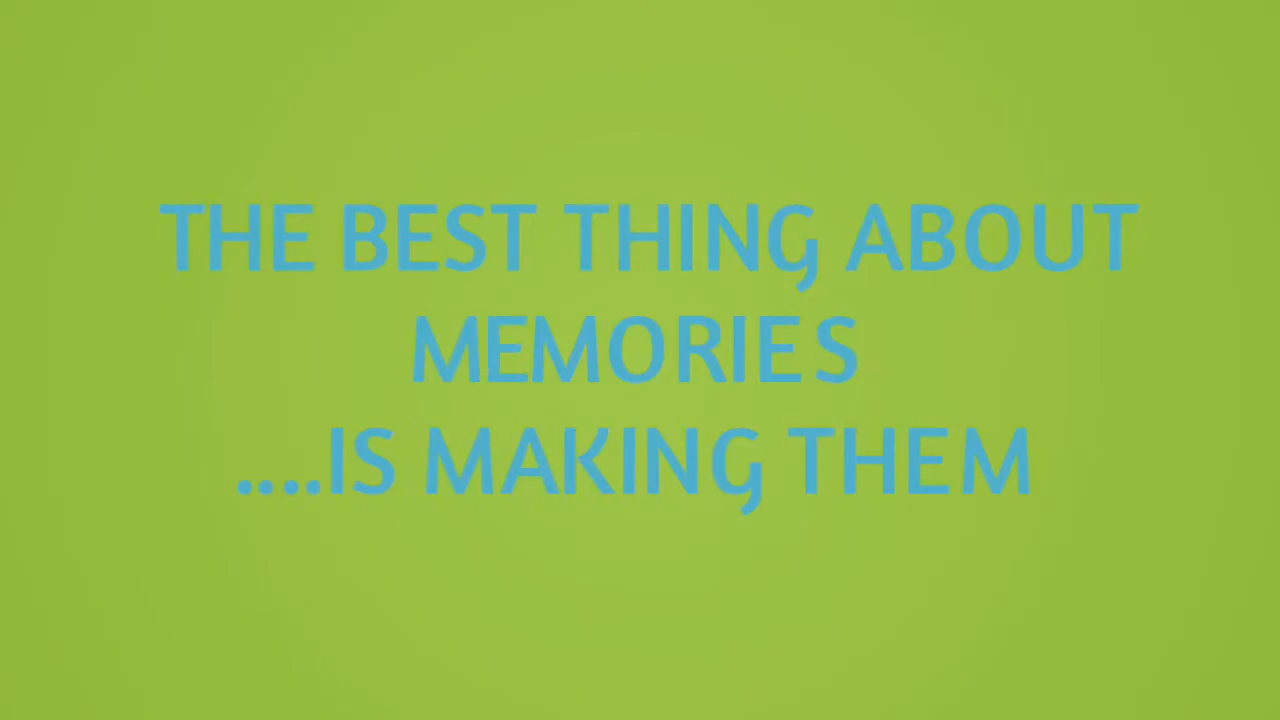 THE BEST THING ABOUT
MEMORIES
....IS MAKING THEM